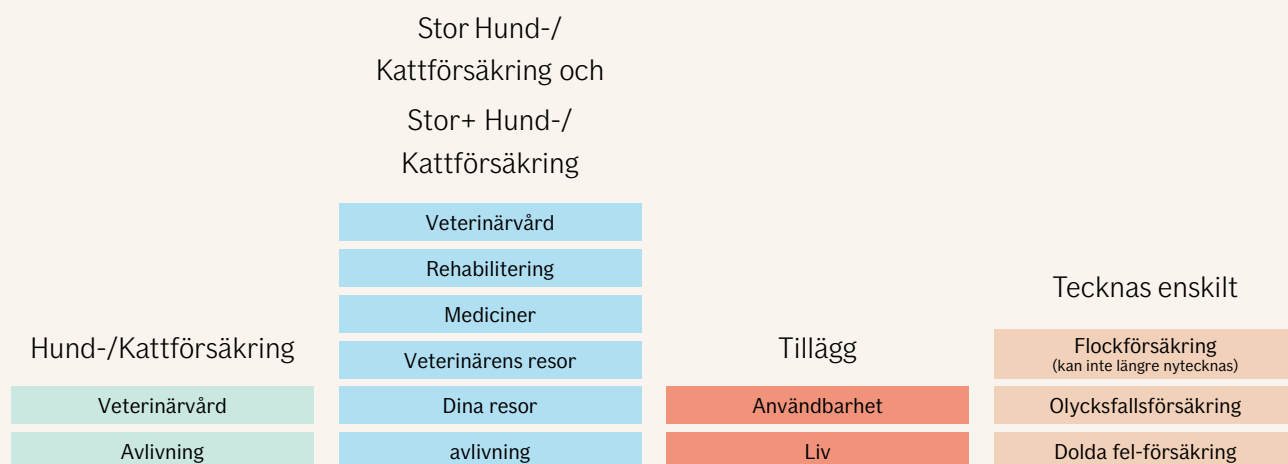 Stor Hund-/
Kattförsäkring och
Stor+ Hund-/
Kattförsäkring
Veterinärvård
Rehabilitering
Mediciner
Veterinärens resor
Dina resor
avlivning
Hund-/Kattförsäkring
Veterinärvård
Avlivning
Tillägg
Användbarhet
Liv
Tecknas enskilt
Flockförsäkring
(kan inte längre nytecknas)
Olycksfallsförsäkring
Dolda fel-försäkring